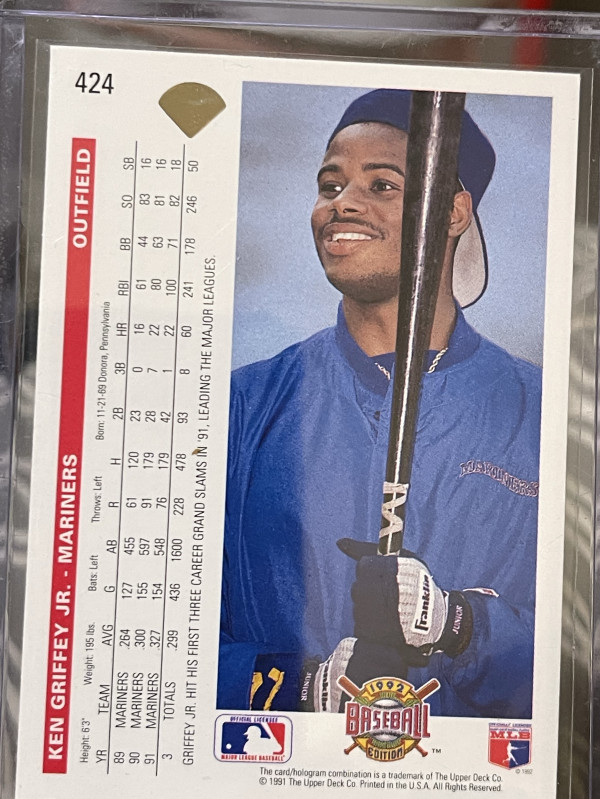 424
KEN GRIFFEY JR. - MARINERS OUTFIELD
Height: 6'3" Weight: 195 lbs. Bats: Left Throws: Left Born: 11-21-69 Donora, Pennsylvania
YR TEAM AVG G AB R H 2B 3B HR RBI BB SO SB
89 MARINERS .264 127 455 61 120 23 0 16 61 44 83 16
90 MARINERS .300 155 597 91 179 28 7 22 80 63 81 16
91 MARINERS .327 154 548 76 179 42 1 22 100 71 82 18
3 TOTALS .299 436 1600 228 478 93 8 60 241 178 246 50
GRIFFEY JR. HIT HIS FIRST THREE CAREER GRAND SLAMS IN '91, LEADING THE MAJOR LEAGUES.
MARINERS
Franklin
JUNIOR
JUNIOR
Franklin
OFFICIAL LICENSEE
MAJOR LEAGUE BASEBALL
1992
BASEBALL
EDITION
™
MLB
© 1992
The card/hologram combination is a trademark of The Upper Deck Co.
© 1991 The Upper Deck Co. Printed in the U.S.A. All Rights Reserved.